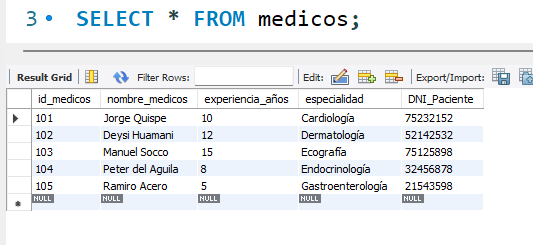 3 SELECT * FROM medicos;
Result Grid Filter Rows: Edit: Export/Import:
id_medicos nombre_medicos experiencia_años especialidad DNI_Paciente
101 Jorge Quispe 10 Cardiología 75232152
102 Deysi Huamani 12 Dermatología 52142532
103 Manuel Socco 15 Ecografía 75125898
104 Peter del Aguila 8 Endocrinología 32456878
105 Ramiro Acero 5 Gastroenterología 21543598
NULL NULL NULL NULL NULL